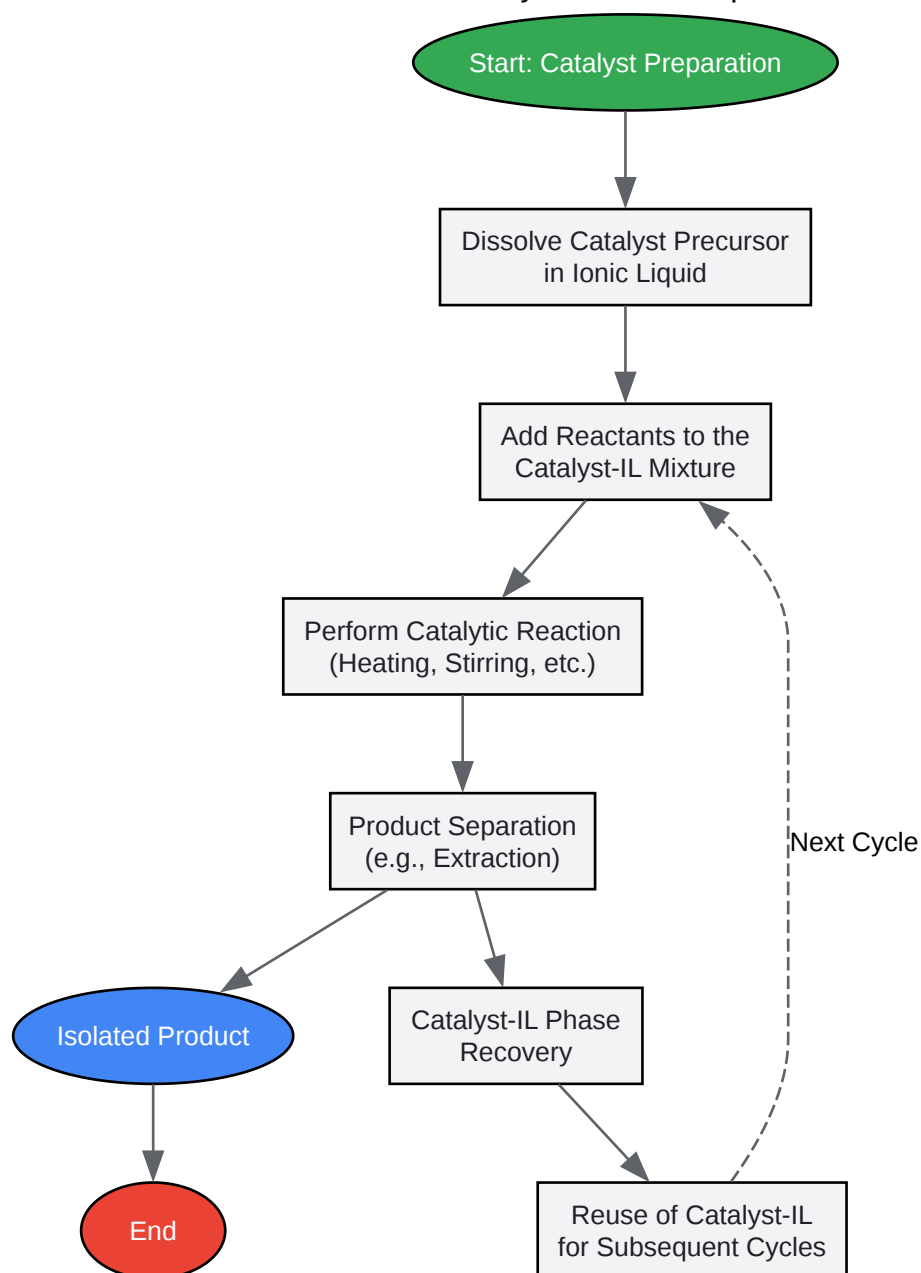 Start: Catalyst Preparation
Dissolve Catalyst Precursor
in Ionic Liquid
Add Reactants to the
Catalyst-IL Mixture
Perform Catalytic Reaction
(Heating, Stirring, etc.)
Product Separation
(e.g., Extraction)
Next Cycle
Isolated Product
Catalyst-IL Phase
Recovery
End
Reuse of Catalyst-IL
for Subsequent Cycles